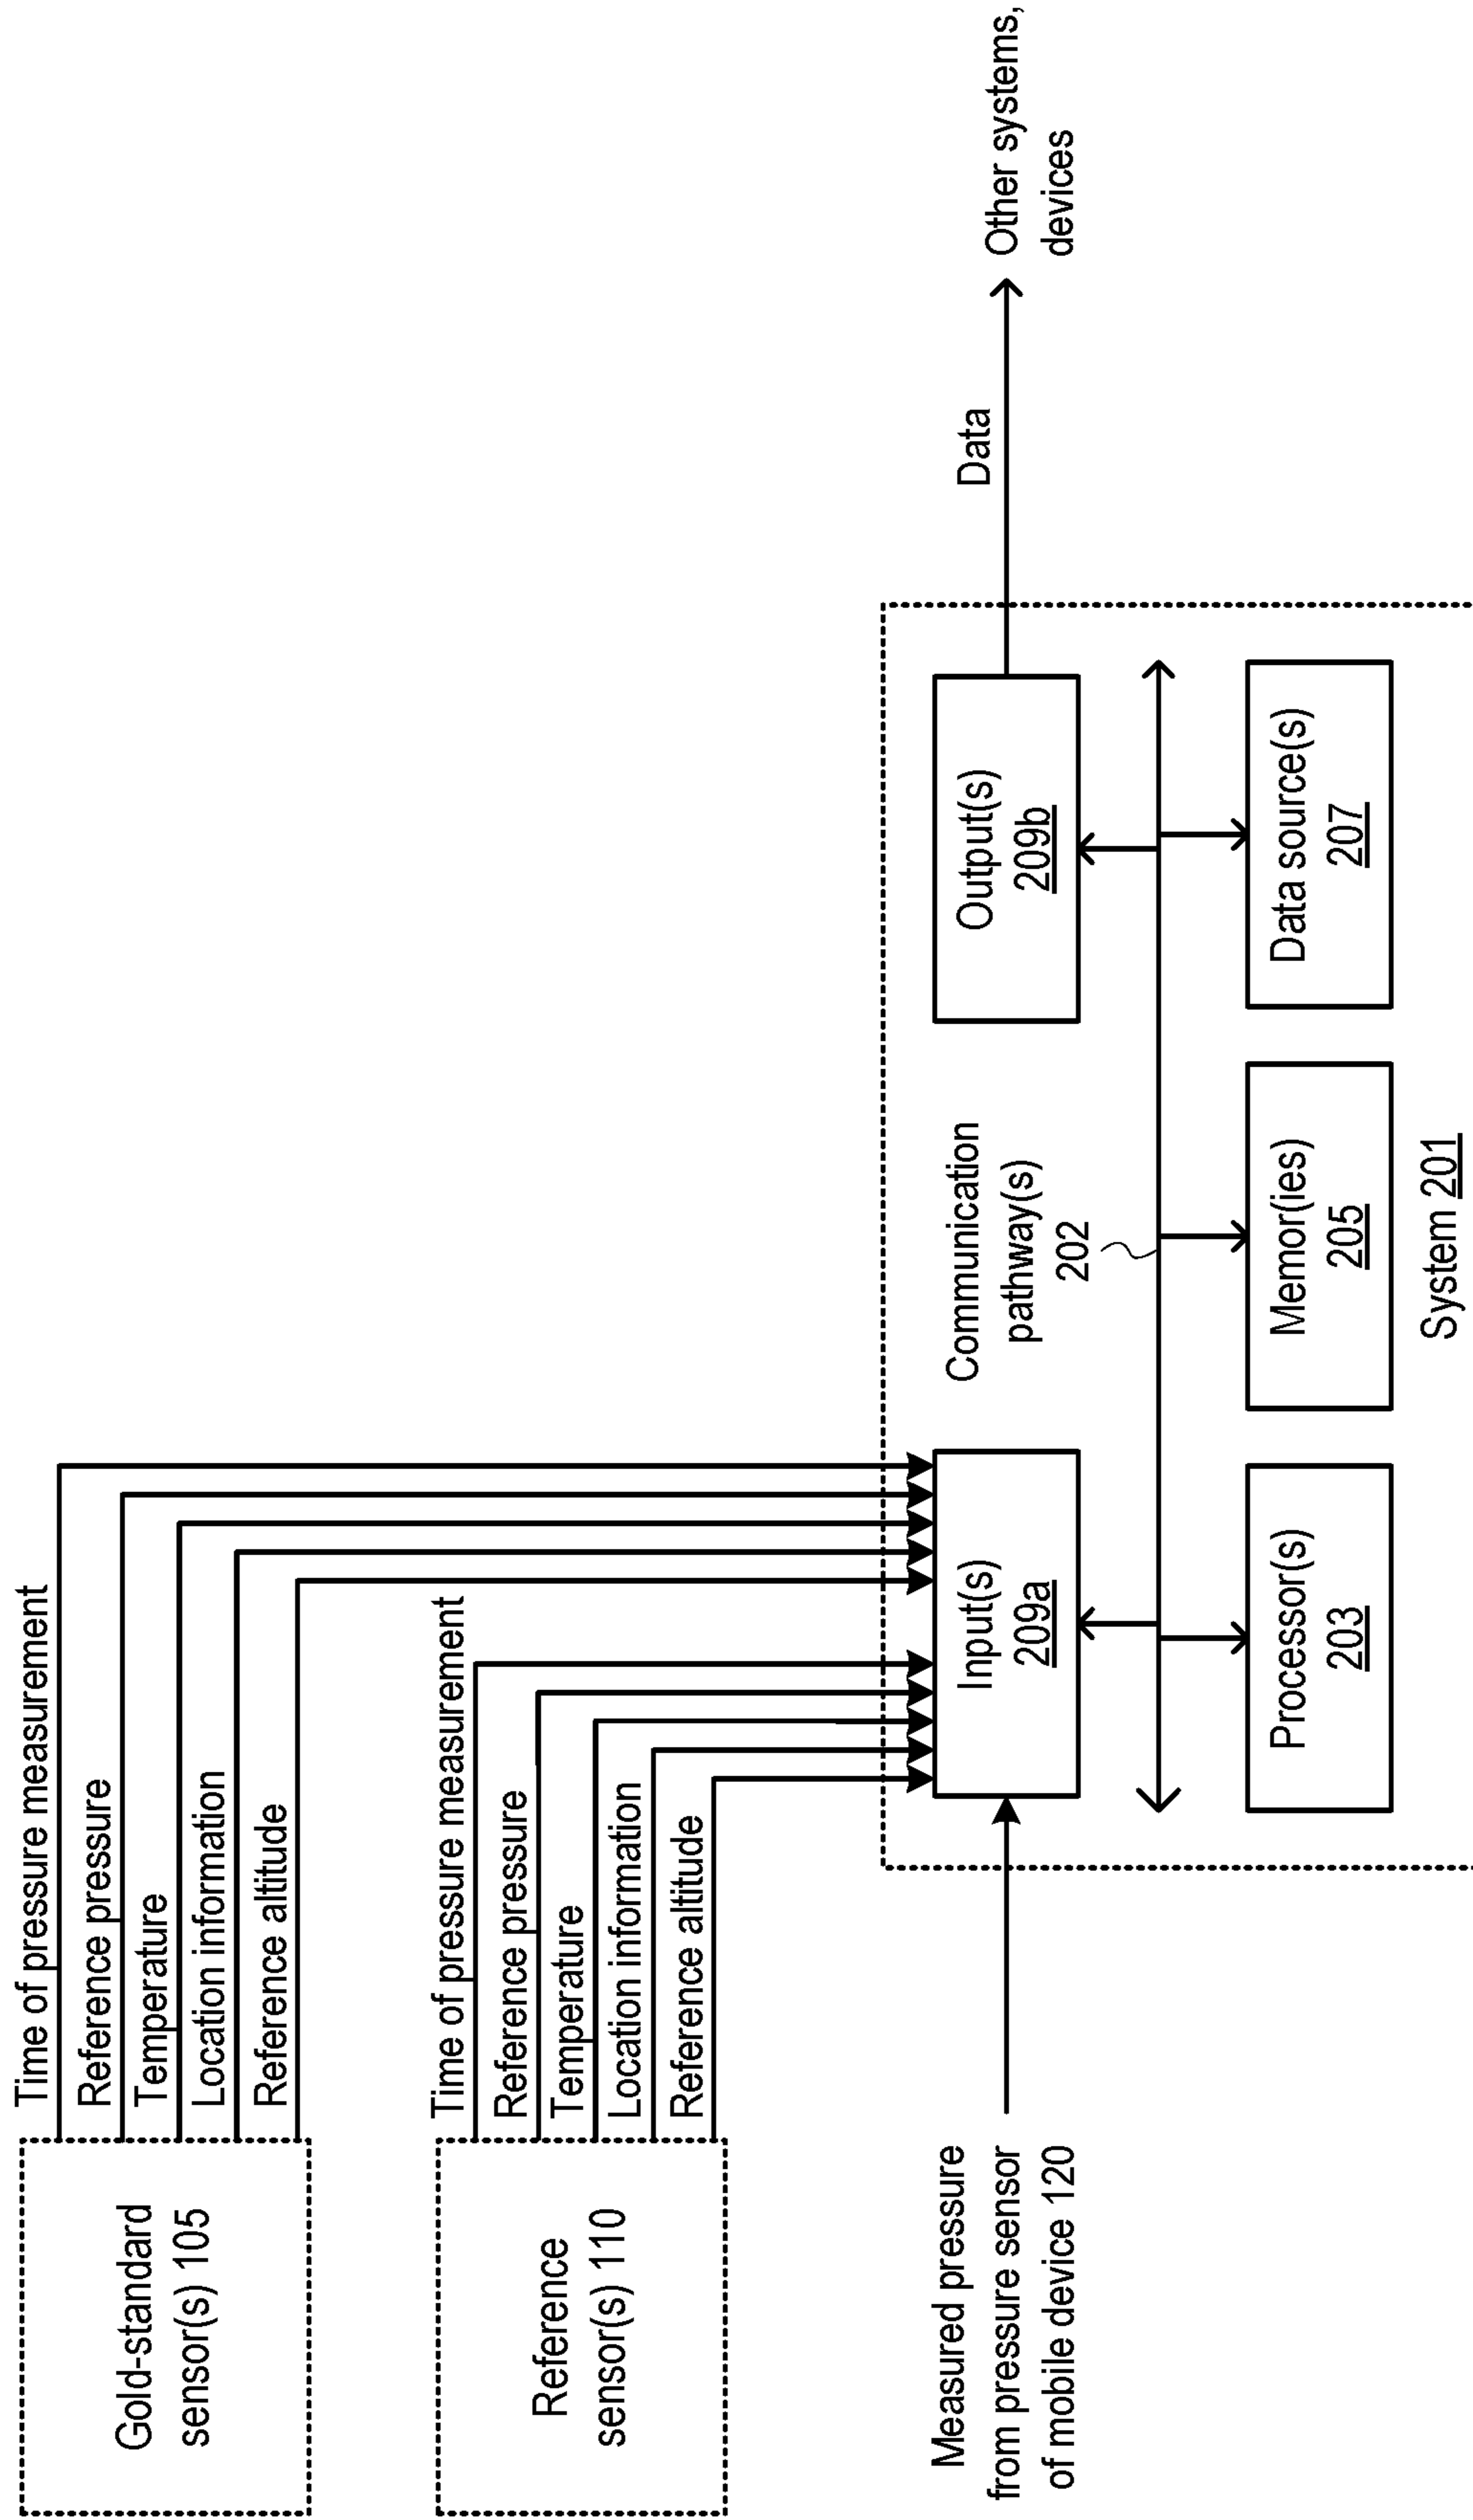 Gold-standard
sensor(s) 105
Time of pressure measurement
Reference pressure
Temperature
Location information
Reference altitude
Reference
sensor(s) 110
Time of pressure measurement
Reference pressure
Temperature
Location information
Reference altitude
Measured pressure
from pressure sensor
of mobile device 120
Input(s)
209a
Communication
pathway(s)
202
Output(s)
209b
Data
Other systems,
devices
Processor(s)
203
Memor(ies)
205
Data source(s)
207
System 201